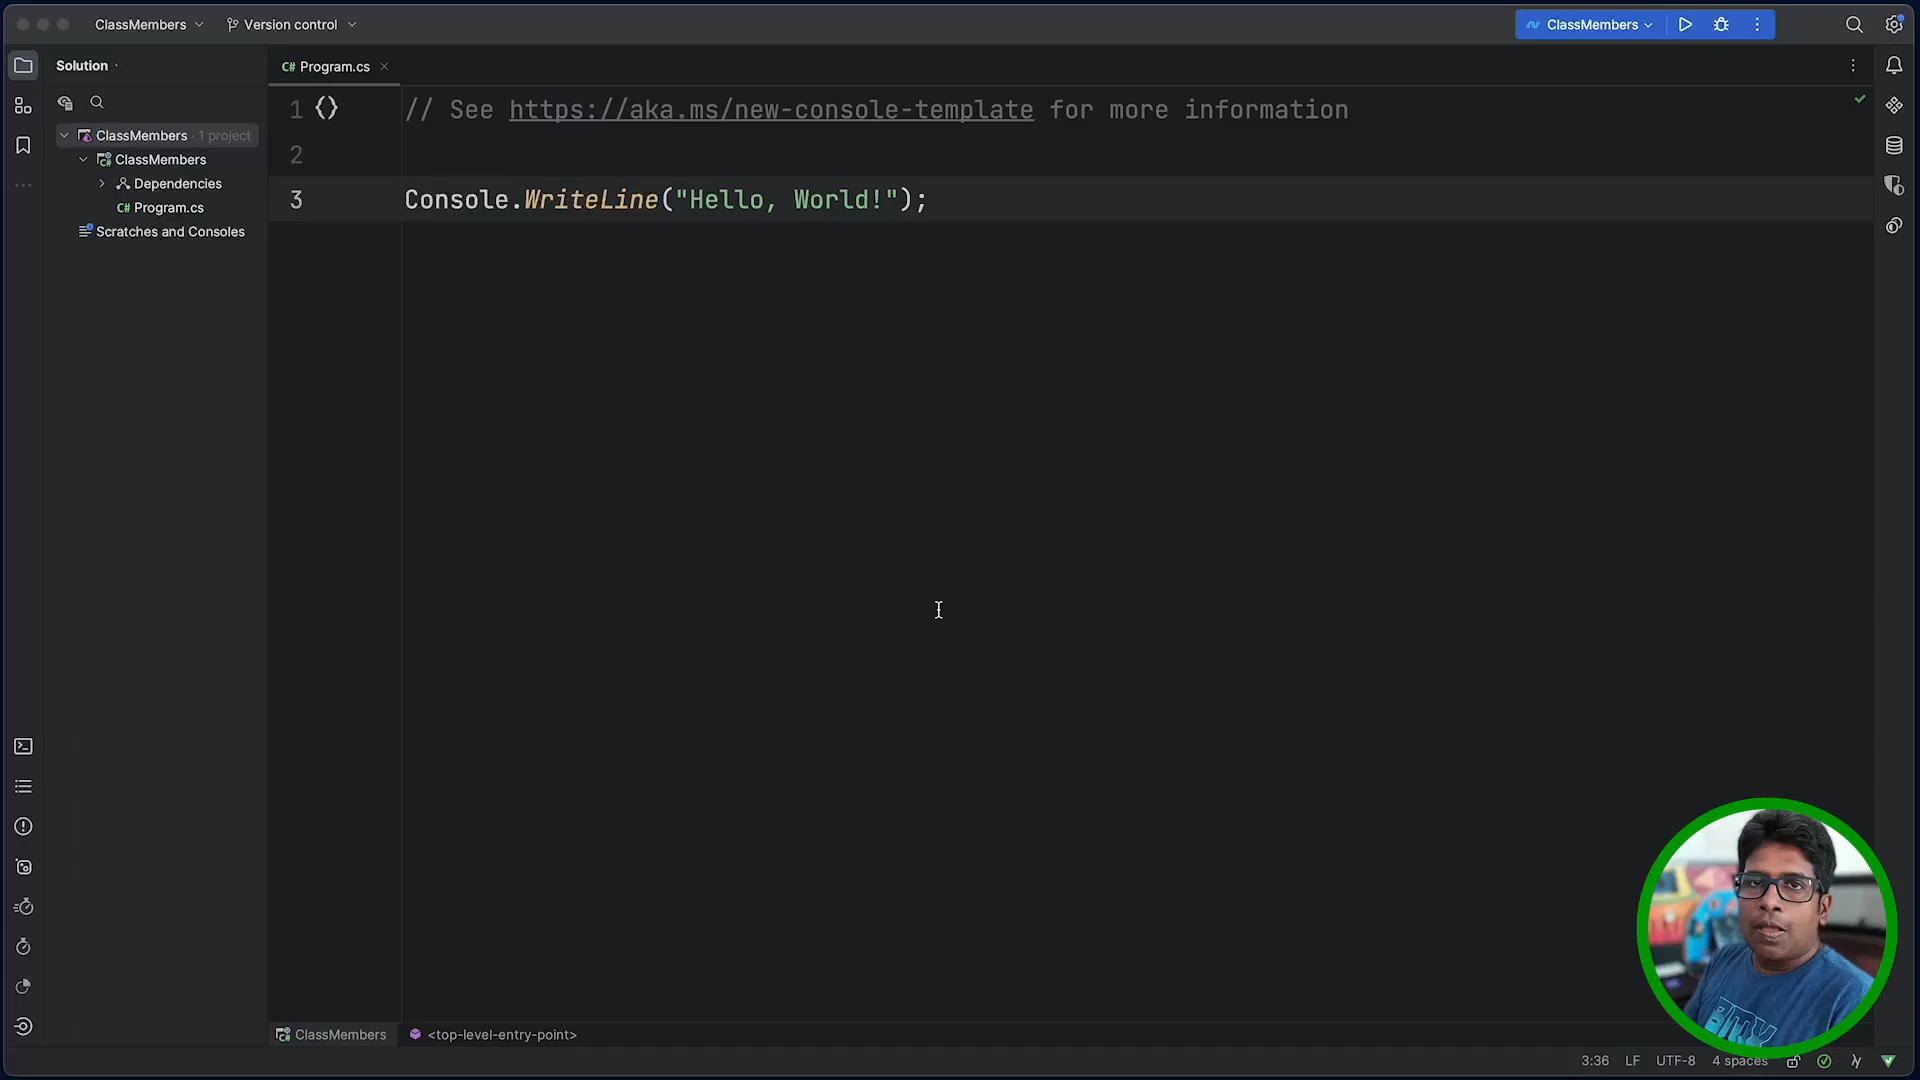 ClassMembers
Version control
ClassMembers
Solution
C# Program.cs
ClassMembers · 1 project
ClassMembers
Dependencies
C# Program.cs
Scratches and Consoles
1 {} // See https://aka.ms/new-console-template for more information
2
3 Console.WriteLine("Hello, World!");
ClassMembers
<top-level-entry-point>
3:36 LF UTF-8 4 spaces